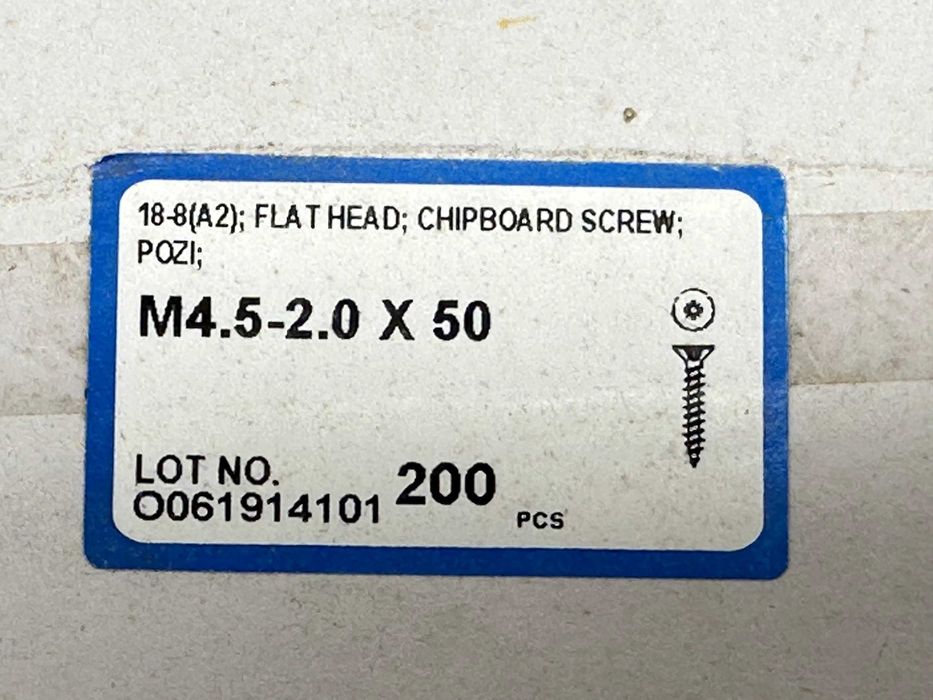 18-8(A2); FLAT HEAD; CHIPBOARD SCREW;
POZI;
M4.5-2.0 X 50
LOT NO.
O061914101 200 PCS